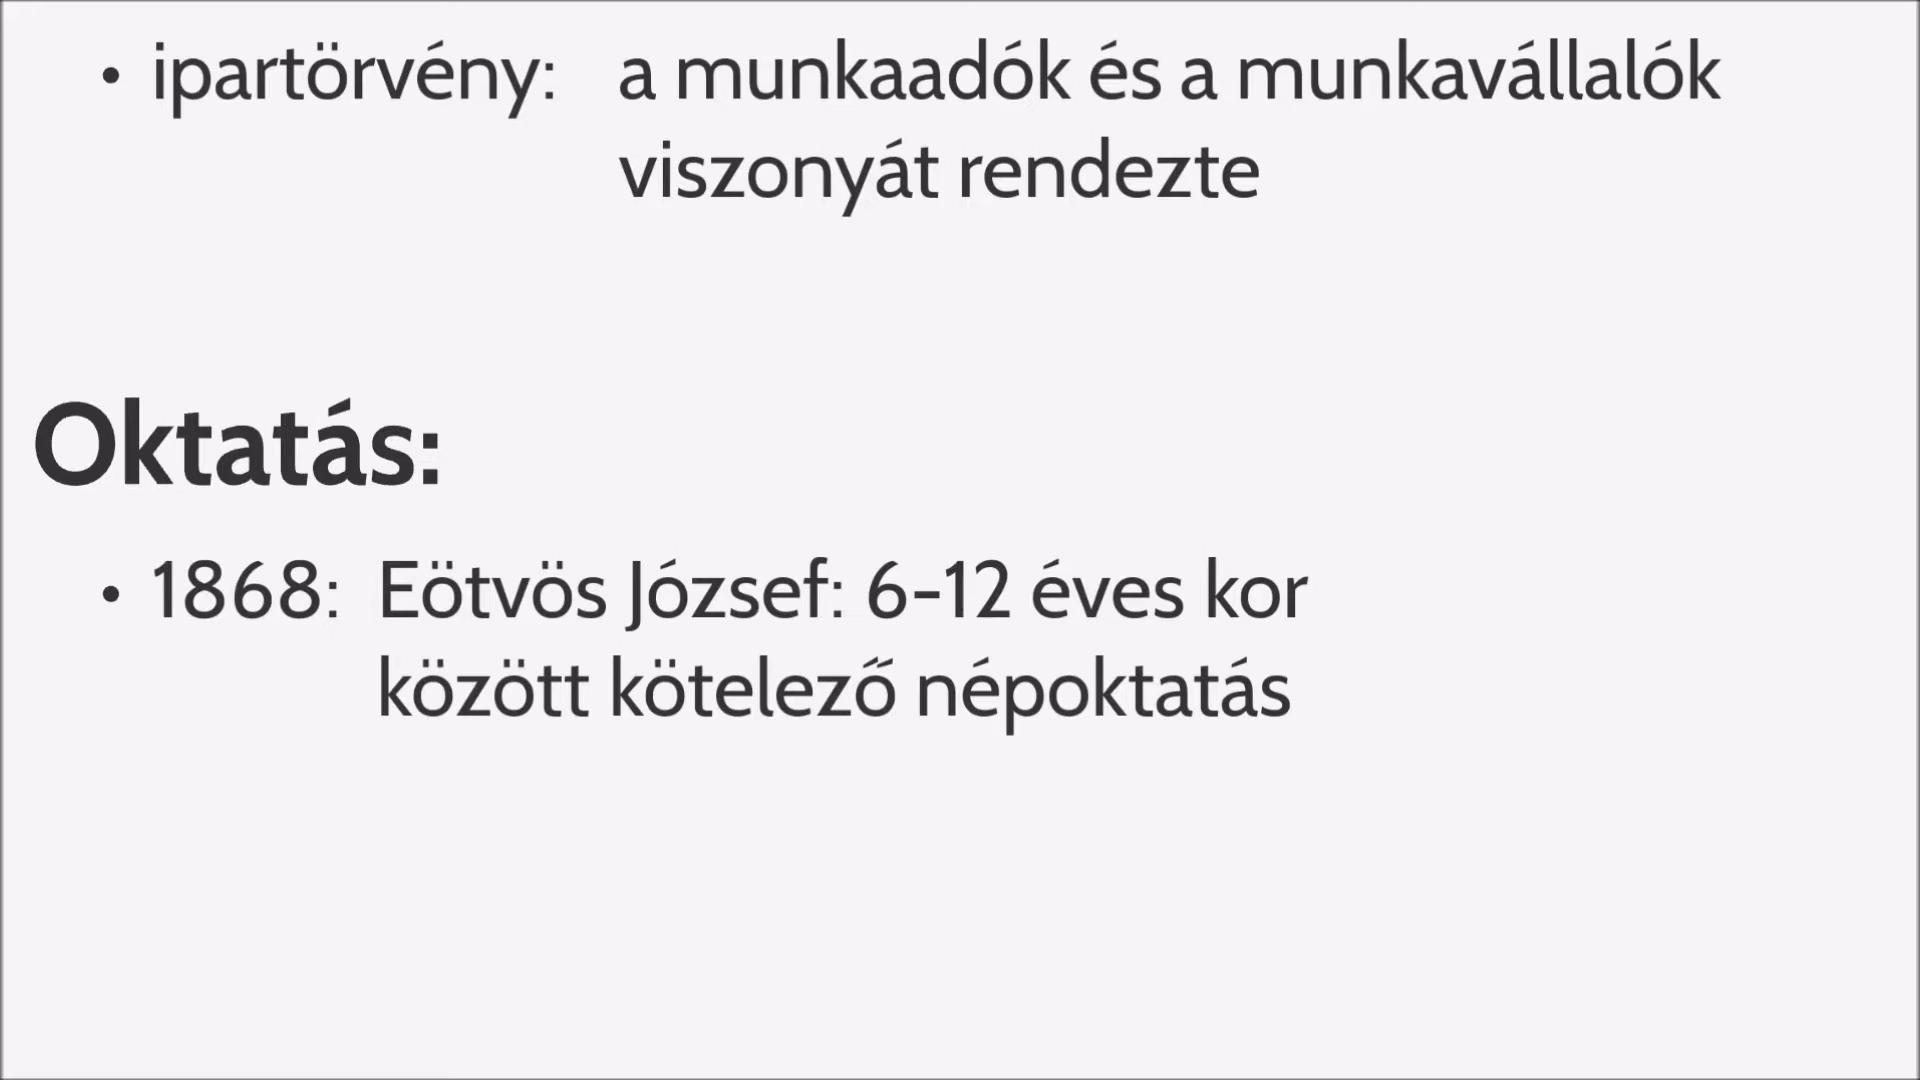 • ipartörvény: a munkaadók és a munkavállalók
viszonyát rendezte
Oktatás:
• 1868: Eötvös József: 6-12 éves kor
között kötelező népoktatás